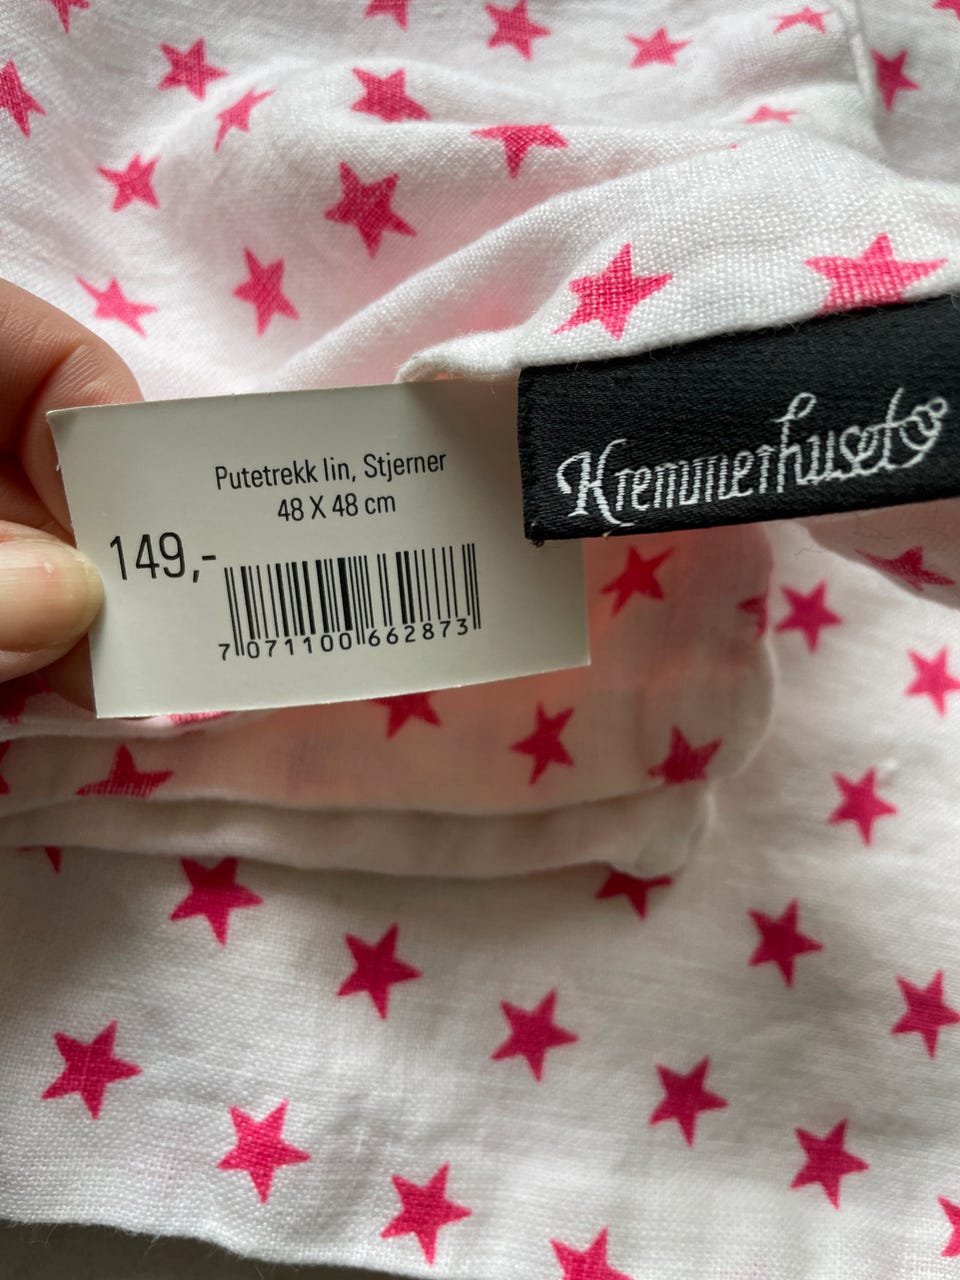 Putetrekk lin, Stjerner
48 X 48 cm
149,-
7 071100 662873
Kremmerhuset